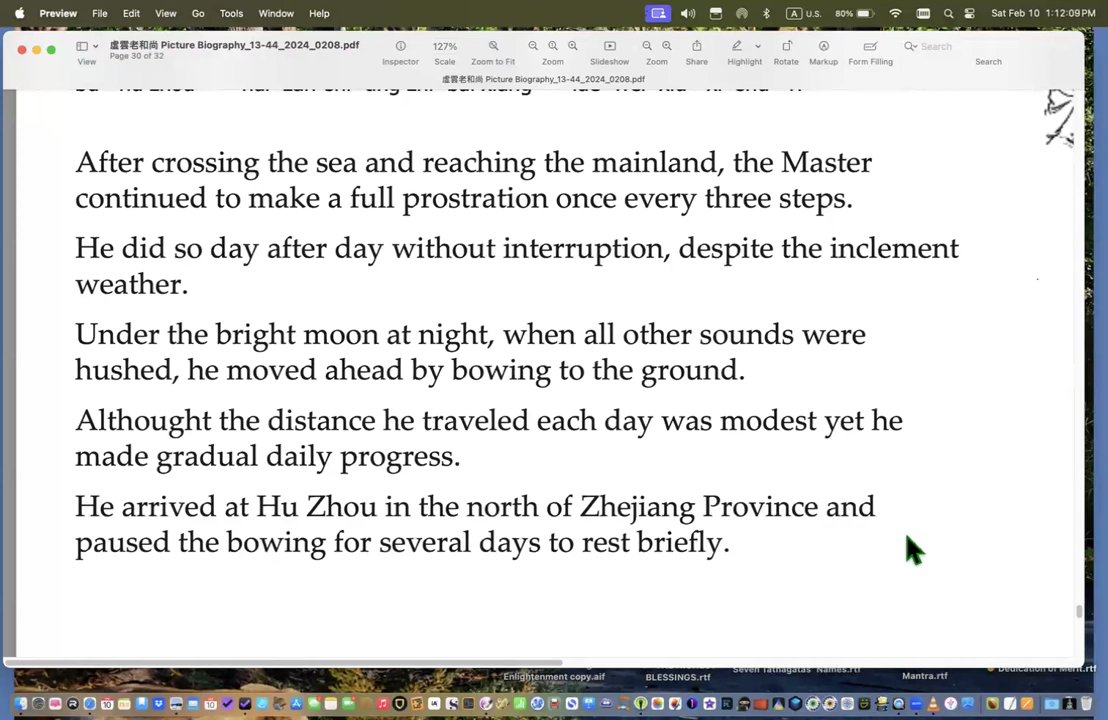 Preview File Edit View Go Tools Window Help A U.S. 80% Sat Feb 10 1:12:09 PM
虛雲老和尚 Picture Biography_13-44_2024_0208.pdf
Page 30 of 32
127%
Search
View Inspector Scale Zoom to Fit Zoom Slideshow Zoom Share Highlight Rotate Markup Form Filling Search
虛雲老和尚 Picture Biography_13-44_2024_0208.pdf
After crossing the sea and reaching the mainland, the Master
continued to make a full prostration once every three steps.
He did so day after day without interruption, despite the inclement
weather.
Under the bright moon at night, when all other sounds were
hushed, he moved ahead by bowing to the ground.
Althought the distance he traveled each day was modest yet he
made gradual daily progress.
He arrived at Hu Zhou in the north of Zhejiang Province and
paused the bowing for several days to rest briefly.
Seven Tathagatas' Names.rtf Dedication of Merit.rtf
Enlightenment copy.aif BLESSINGS.rtf Mantra.rtf